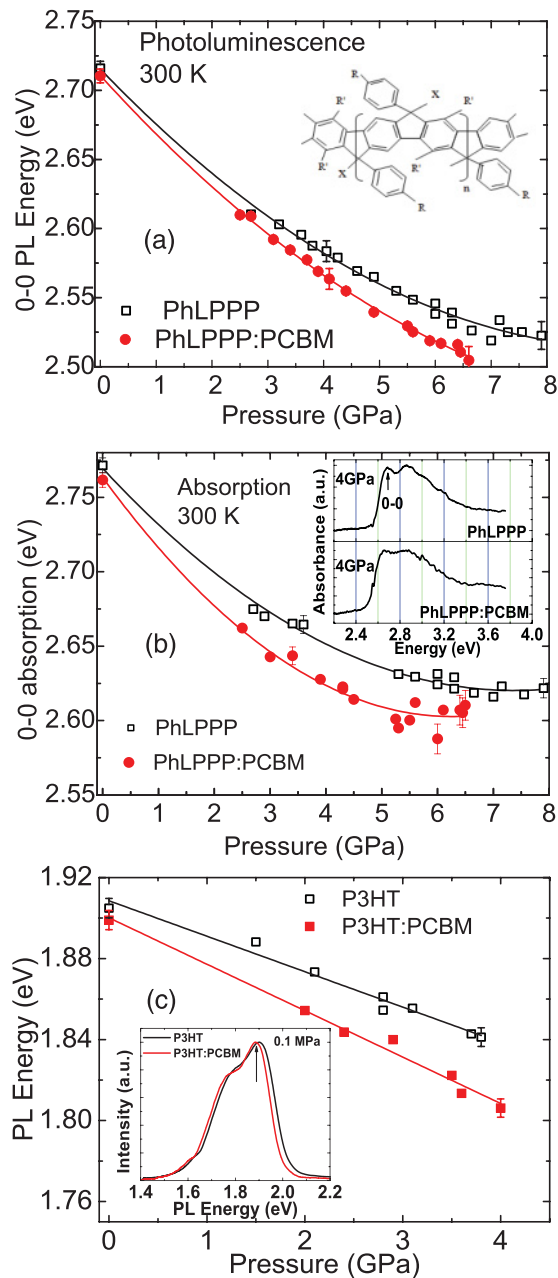 Photoluminescence
300 K
R
X
R'
R'
R'
X
R'
R
n
R
(a)
PhLPPP
PhLPPP:PCBM
2.70
2.65
2.60
2.55
2.50
0-0 PL Energy (eV)
0 1 2 3 4 5 6 7 8
Pressure (GPa)
Absorption
300 K
4GPa
0-0
PhLPPP
4GPa
PhLPPP:PCBM
Absorbance (a.u.)
2.4 2.8 3.2 3.6 4.0
Energy (eV)
(b)
PhLPPP
PhLPPP:PCBM
2.75
2.70
2.65
2.60
2.55
0-0 absorption (eV)
0 1 2 3 4 5 6 7 8
Pressure (GPa)
P3HT
P3HT:PCBM
(c)
P3HT
P3HT:PCBM
0.1 MPa
Intensity (a.u.)
1.4 1.6 1.8 2.0 2.2
PL Energy (eV)
1.92
1.88
1.84
1.80
1.76
PL Energy (eV)
0 1 2 3 4
Pressure (GPa)